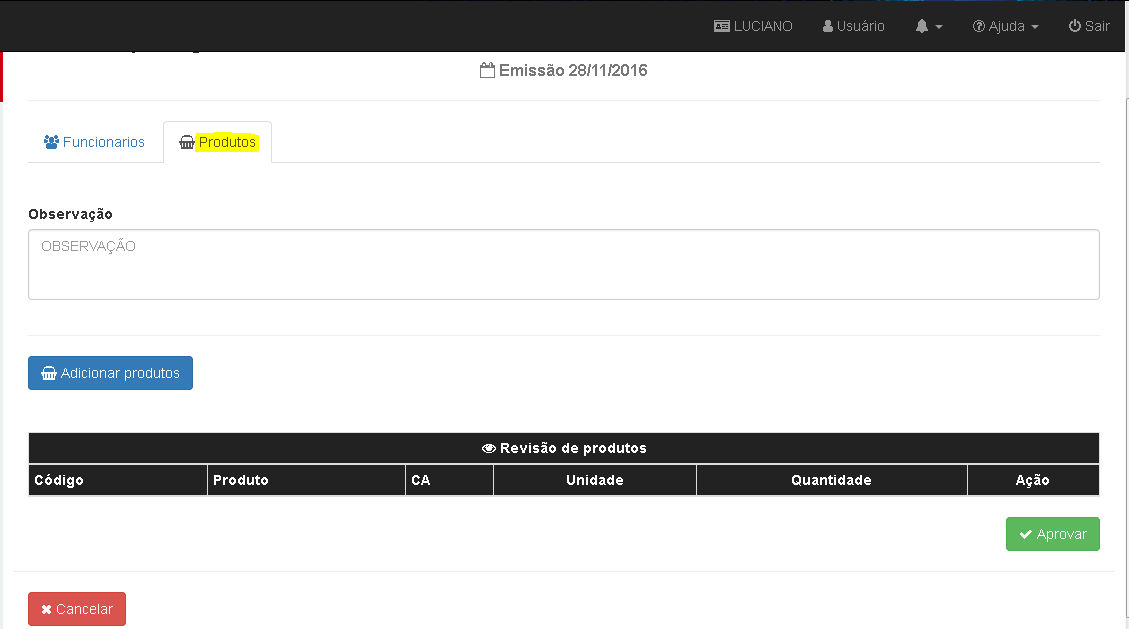 LUCIANO Usuário Ajuda Sair
Emissão 28/11/2016
Funcionarios Produtos
Observação
OBSERVAÇÃO
Adicionar produtos
Revisão de produtos
Código Produto CA Unidade Quantidade Ação
Aprovar
Cancelar